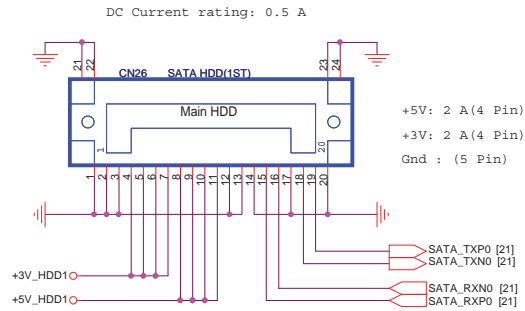 DC Current rating: 0.5 A
21
22
23
24
CN26 SATA HDD(1ST)
Main HDD
1
20
+5V: 2 A(4 Pin)
+3V: 2 A(4 Pin)
Gnd : (5 Pin)
1 2 3 4 5 6 7 8 9 10 11 12 13 14 15 16 17 18 19 20
SATA_TXP0 [21]
SATA_TXN0 [21]
+3V_HDD1
SATA_RXN0 [21]
+5V_HDD1
SATA_RXP0 [21]